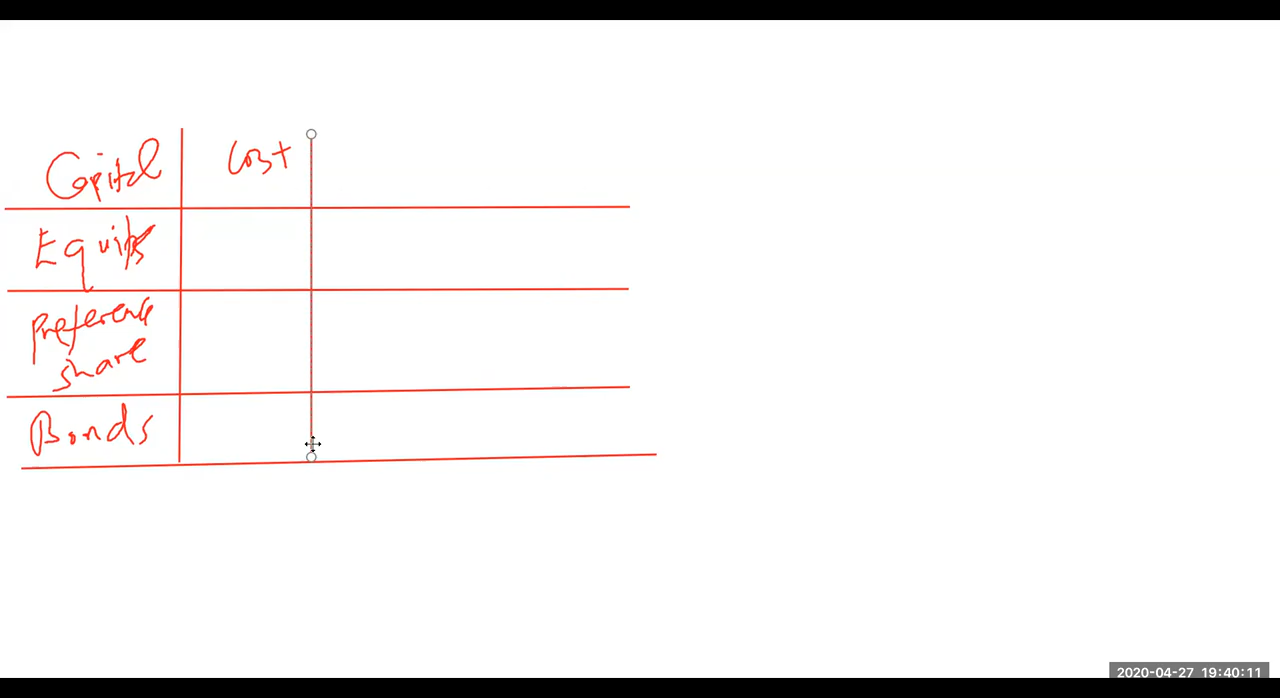 Capital
Cost
Equity
Preference
share
Bonds
2020-04-27 19:40:11